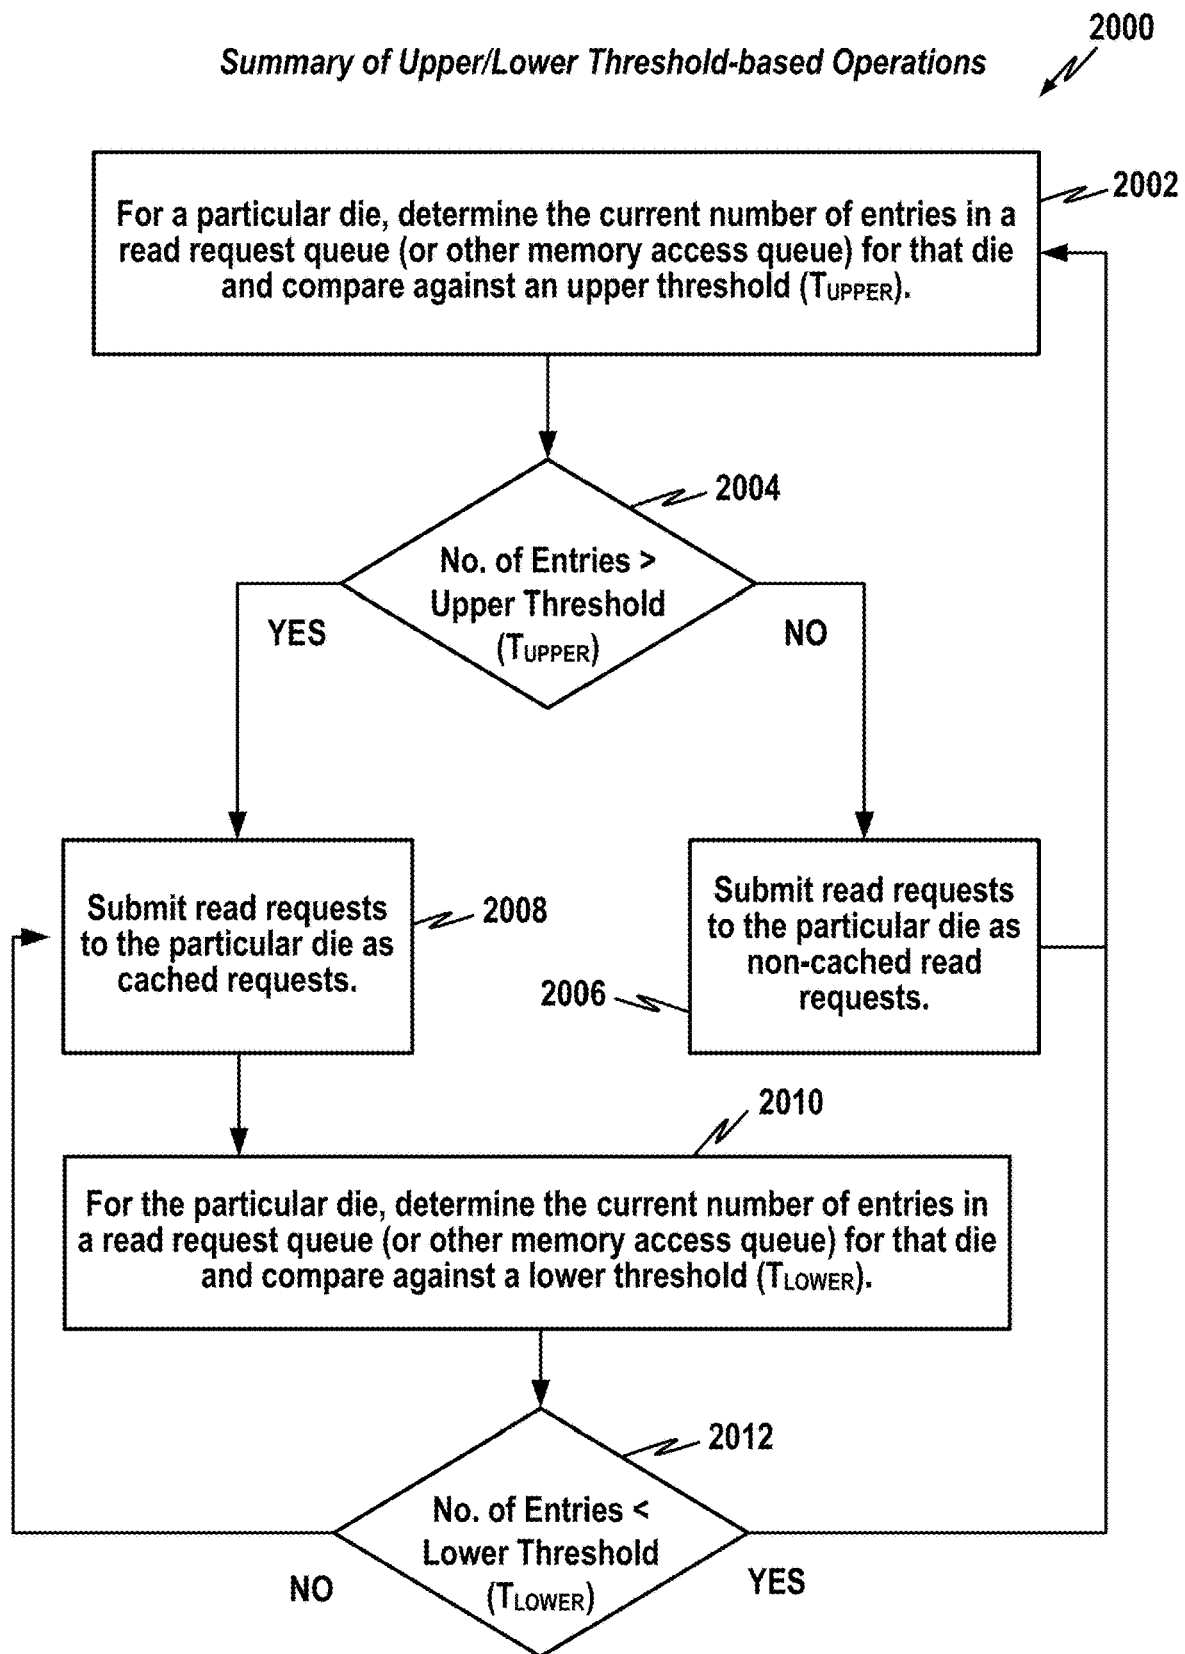 2000
Summary of Upper/Lower Threshold-based Operations
2002
For a particular die, determine the current number of entries in a
read request queue (or other memory access queue) for that die
and compare against an upper threshold (TUPPER).
2004
No. of Entries >
Upper Threshold
(TUPPER)
YES
NO
Submit read requests
to the particular die as
cached requests.
2008
Submit read requests
to the particular die as
non-cached read
requests.
2006
2010
For the particular die, determine the current number of entries in
a read request queue (or other memory access queue) for that die
and compare against a lower threshold (TLOWER).
2012
No. of Entries <
Lower Threshold
(TLOWER)
NO
YES